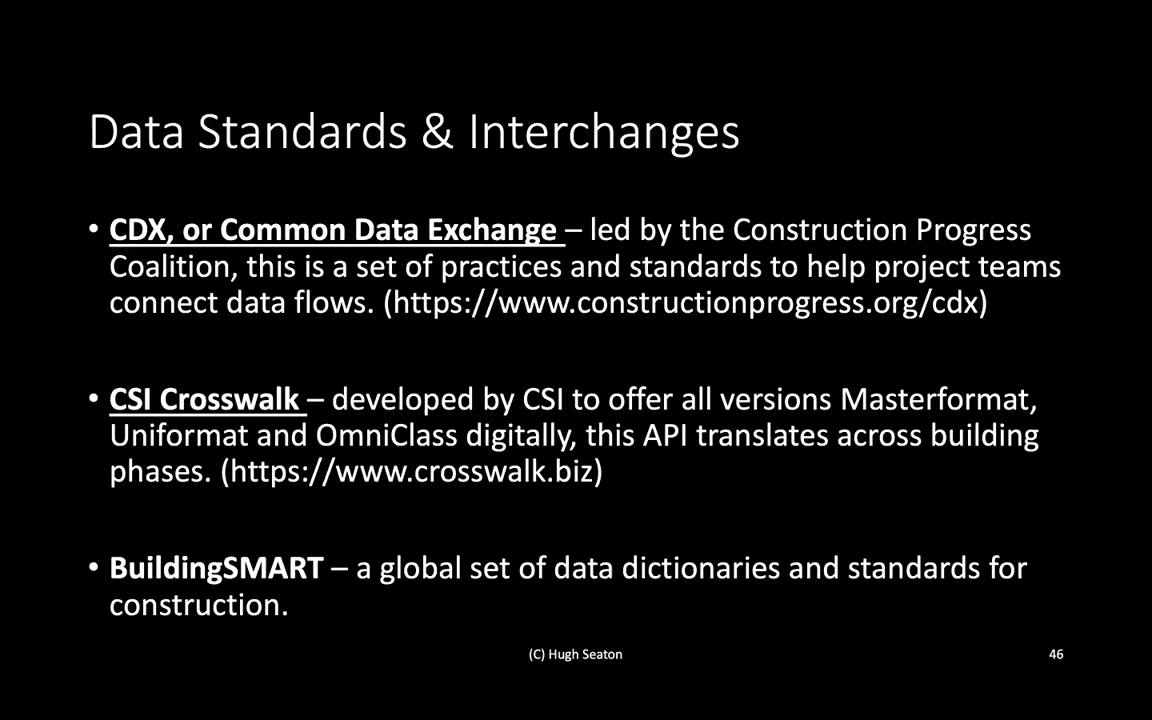 Data Standards & Interchanges
• CDX, or Common Data Exchange – led by the Construction Progress
Coalition, this is a set of practices and standards to help project teams
connect data flows. (https://www.constructionprogress.org/cdx)
• CSI Crosswalk – developed by CSI to offer all versions Masterformat,
Uniformat and OmniClass digitally, this API translates across building
phases. (https://www.crosswalk.biz)
• BuildingSMART – a global set of data dictionaries and standards for
construction.
(C) Hugh Seaton
46